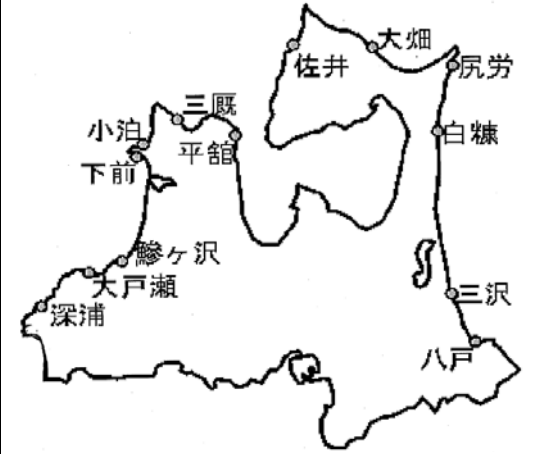 大畑
佐井
尻労
三厩
小泊
白糠
平舘
下前
鰺ヶ沢
大戸瀬
三沢
深浦
八戸